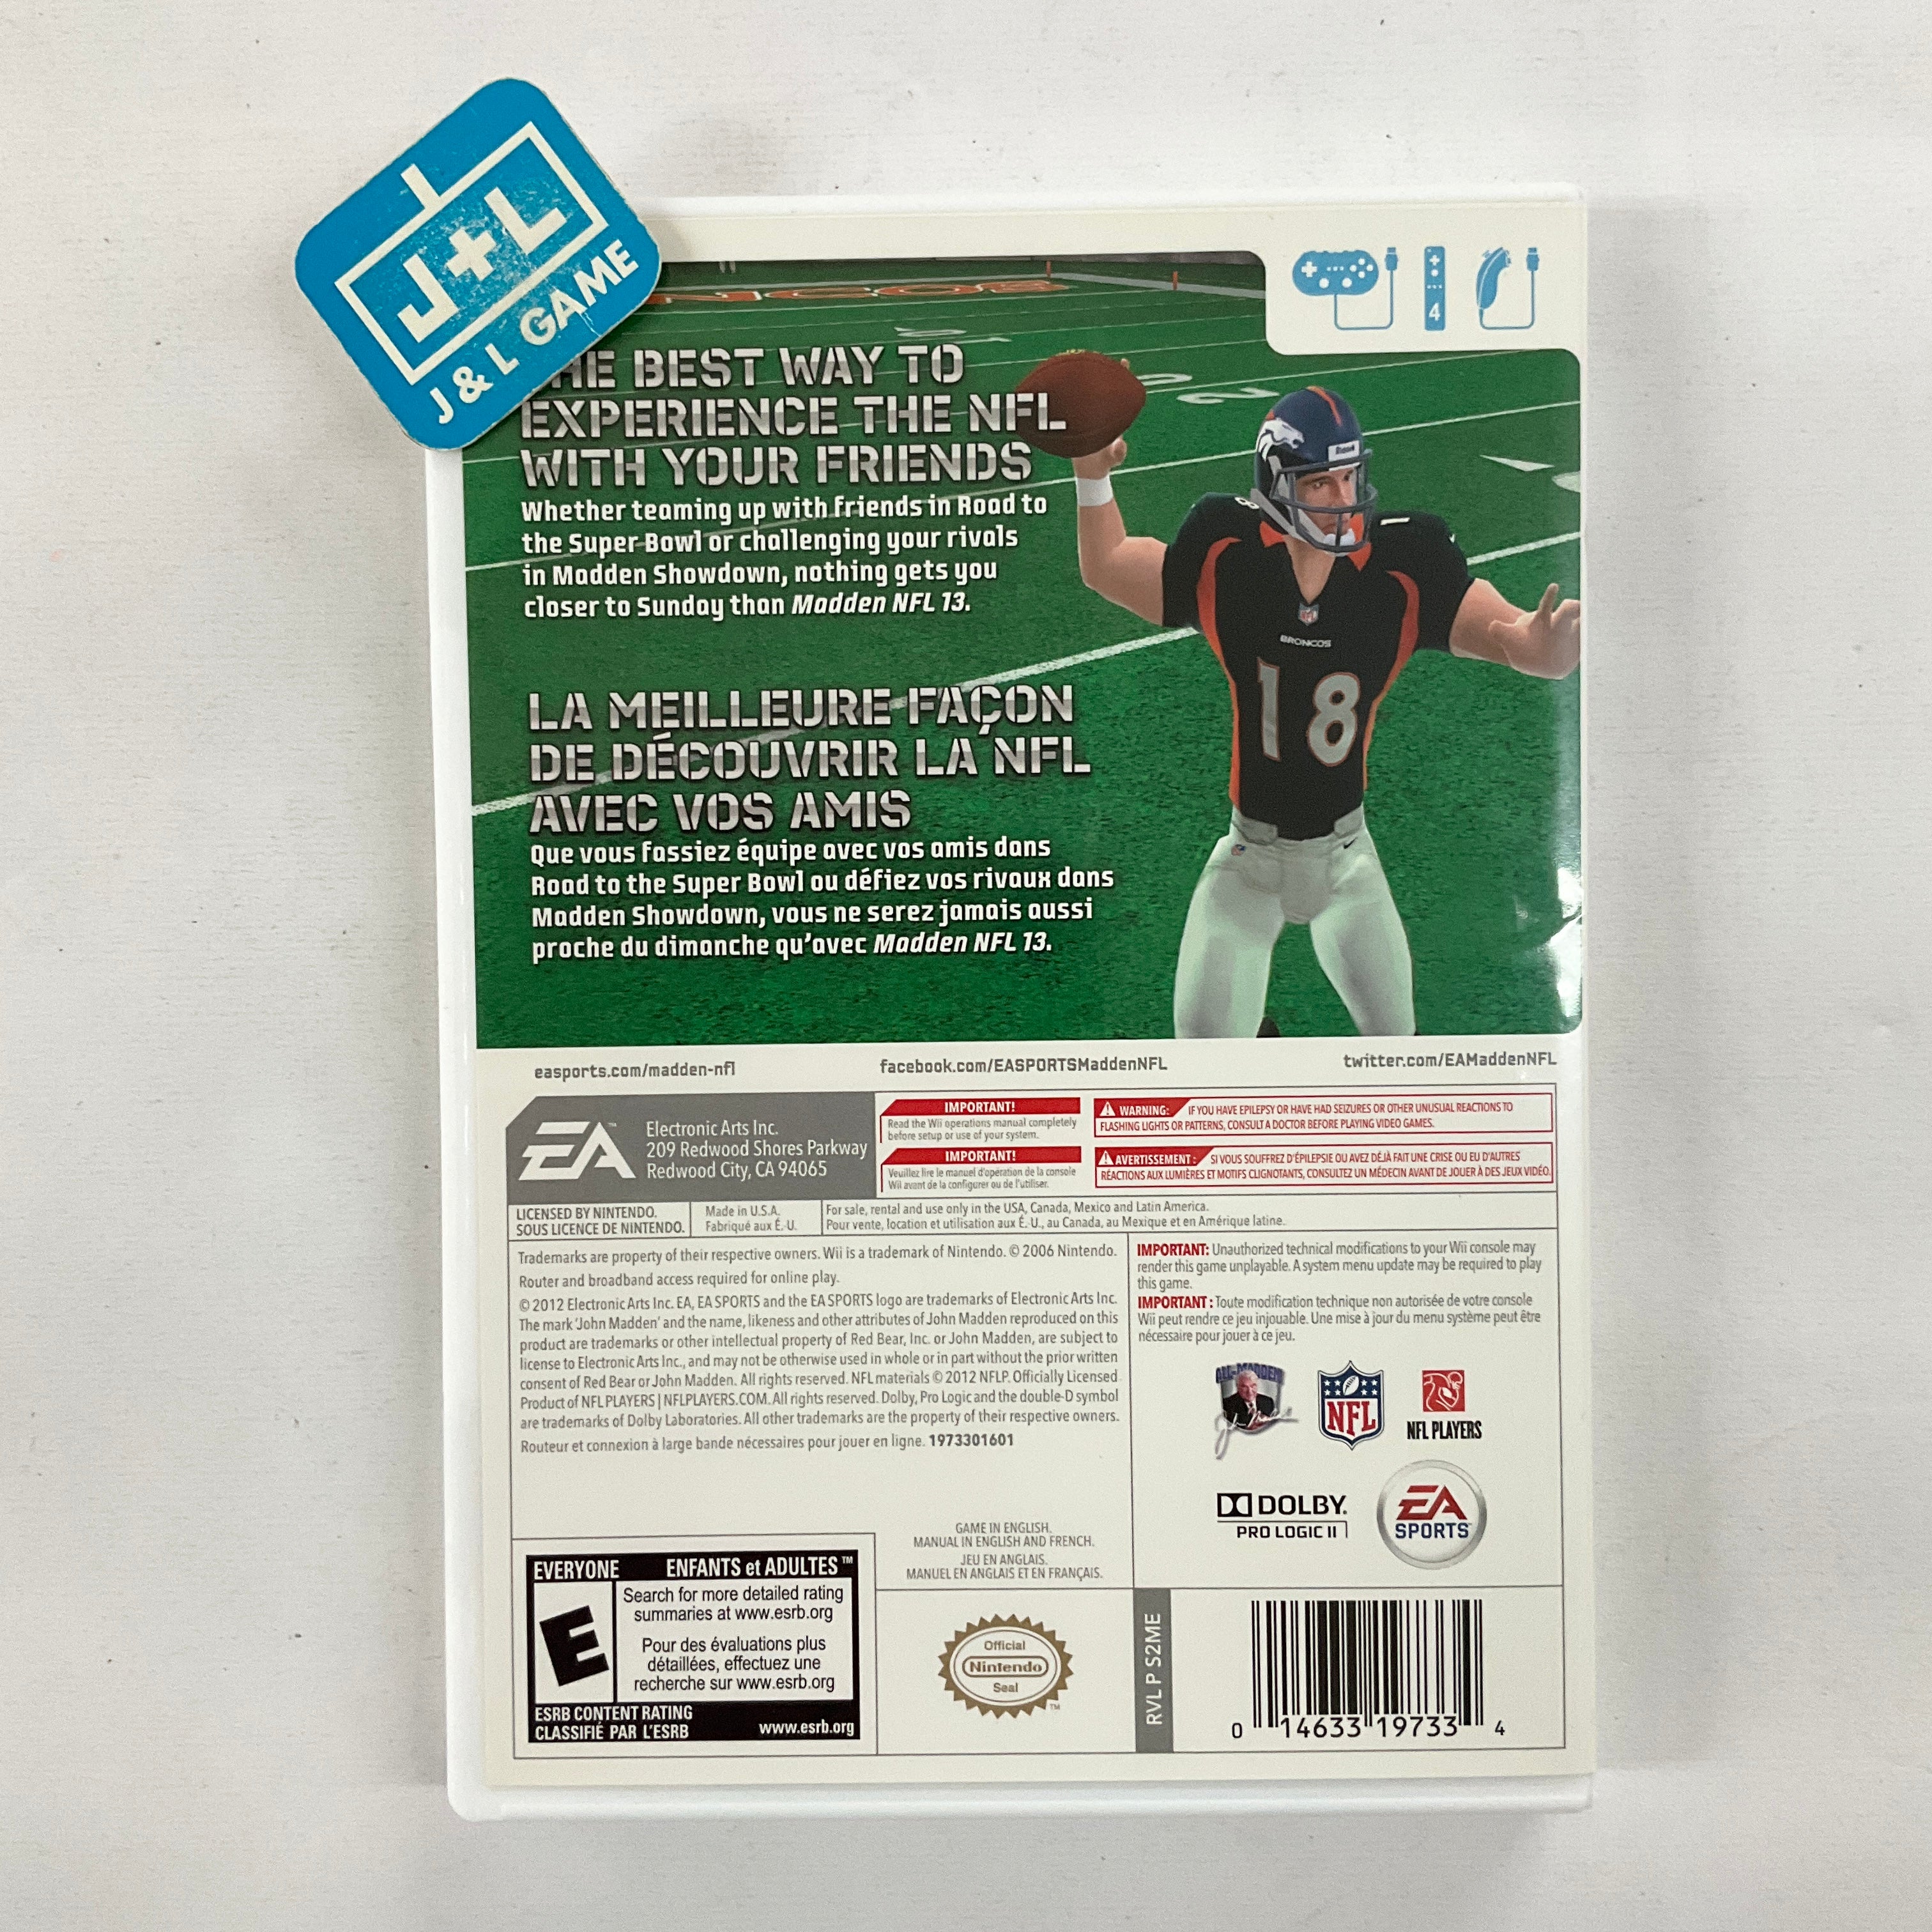 J+L
J & L GAME
4
HE BEST WAY TO
EXPERIENCE THE NFL
WITH YOUR FRIENDS
Whether teaming up with friends in Road to
the Super Bowl or challenging your rivals
in Madden Showdown, nothing gets you
closer to Sunday than Madden NFL 13.
Riddell
BRONCOS
18
LA MEILLEURE FAÇON
DE DÉCOUVRIR LA NFL
AVEC VOS AMIS
Que vous fassiez équipe avec vos amis dans
Road to the Super Bowl ou défiez vos rivaux dans
Madden Showdown, vous ne serez jamais aussi
proche du dimanche qu'avec Madden NFL 13.
easports.com/madden-nfl
facebook.com/EASPORTSMaddenNFL
twitter.com/EAMaddenNFL
EA™
Electronic Arts Inc.
209 Redwood Shores Parkway
Redwood City, CA 94065
IMPORTANT!
Read the Wii operations manual completely
before setup or use of your system.
IMPORTANT!
Veuillez lire le manuel d'opération de la console
Wii avant de la configurer ou de l'utiliser.
WARNING: IF YOU HAVE EPILEPSY OR HAVE HAD SEIZURES OR OTHER UNUSUAL REACTIONS TO
FLASHING LIGHTS OR PATTERNS, CONSULT A DOCTOR BEFORE PLAYING VIDEO GAMES.
AVERTISSEMENT : SI VOUS SOUFFREZ D'ÉPILEPSIE OU AVEZ DÉJÀ FAIT UNE CRISE OU EU D'AUTRES
RÉACTIONS AUX LUMIÈRES ET MOTIFS CLIGNOTANTS, CONSULTEZ UN MÉDECIN AVANT DE JOUER À DES JEUX VIDÉO.
LICENSED BY NINTENDO.
SOUS LICENCE DE NINTENDO.
Made in U.S.A.
Fabriqué aux É.-U.
For sale, rental and use only in the USA, Canada, Mexico and Latin America.
Pour vente, location et utilisation aux É.-U., au Canada, au Mexique et en Amérique latine.
Trademarks are property of their respective owners. Wii is a trademark of Nintendo. © 2006 Nintendo.
Router and broadband access required for online play.
© 2012 Electronic Arts Inc. EA, EA SPORTS and the EA SPORTS logo are trademarks of Electronic Arts Inc.
The mark 'John Madden' and the name, likeness and other attributes of John Madden reproduced on this
product are trademarks or other intellectual property of Red Bear, Inc. or John Madden, are subject to
license to Electronic Arts Inc., and may not be otherwise used in whole or in part without the prior written
consent of Red Bear or John Madden. All rights reserved. NFL materials © 2012 NFLP. Officially Licensed
Product of NFL PLAYERS | NFLPLAYERS.COM. All rights reserved. Dolby, Pro Logic and the double-D symbol
are trademarks of Dolby Laboratories. All other trademarks are the property of their respective owners.
Routeur et connexion à large bande nécessaires pour jouer en ligne. 1973301601
IMPORTANT: Unauthorized technical modifications to your Wii console may
render this game unplayable. A system menu update may be required to play
this game.
IMPORTANT : Toute modification technique non autorisée de votre console
Wii peut rendre ce jeu injouable. Une mise à jour du menu système peut être
nécessaire pour jouer à ce jeu.
ALL-MADDEN
NFL
NFL PLAYERS
DOLBY.
PRO LOGIC II
EA
SPORTS™
GAME IN ENGLISH.
MANUAL IN ENGLISH AND FRENCH.
JEU EN ANGLAIS.
MANUEL EN ANGLAIS ET EN FRANÇAIS.
EVERYONE ENFANTS et ADULTES™
E
Search for more detailed rating
summaries at www.esrb.org
Pour des évaluations plus
détaillées, effectuez une
recherche sur www.esrb.org
ESRB CONTENT RATING
CLASSIFIÉ PAR L'ESRB www.esrb.org
Official
Nintendo
Seal
™
RVL P S2ME
0 14633 19733 4